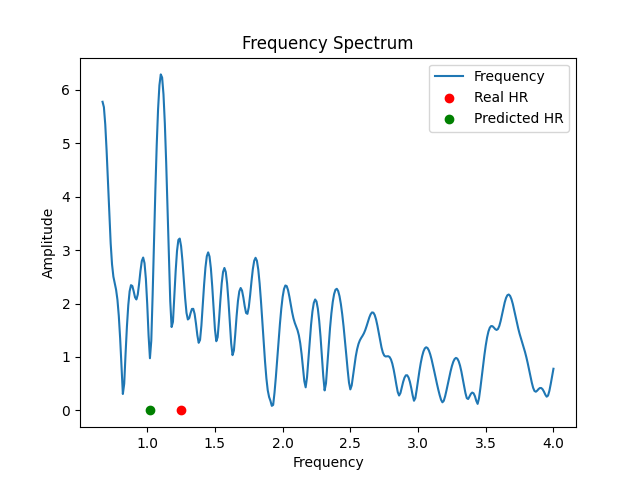 Frequency Spectrum
Frequency
Real HR
Predicted HR
Amplitude
6
5
4
3
2
1
0
1.0 1.5 2.0 2.5 3.0 3.5 4.0
Frequency